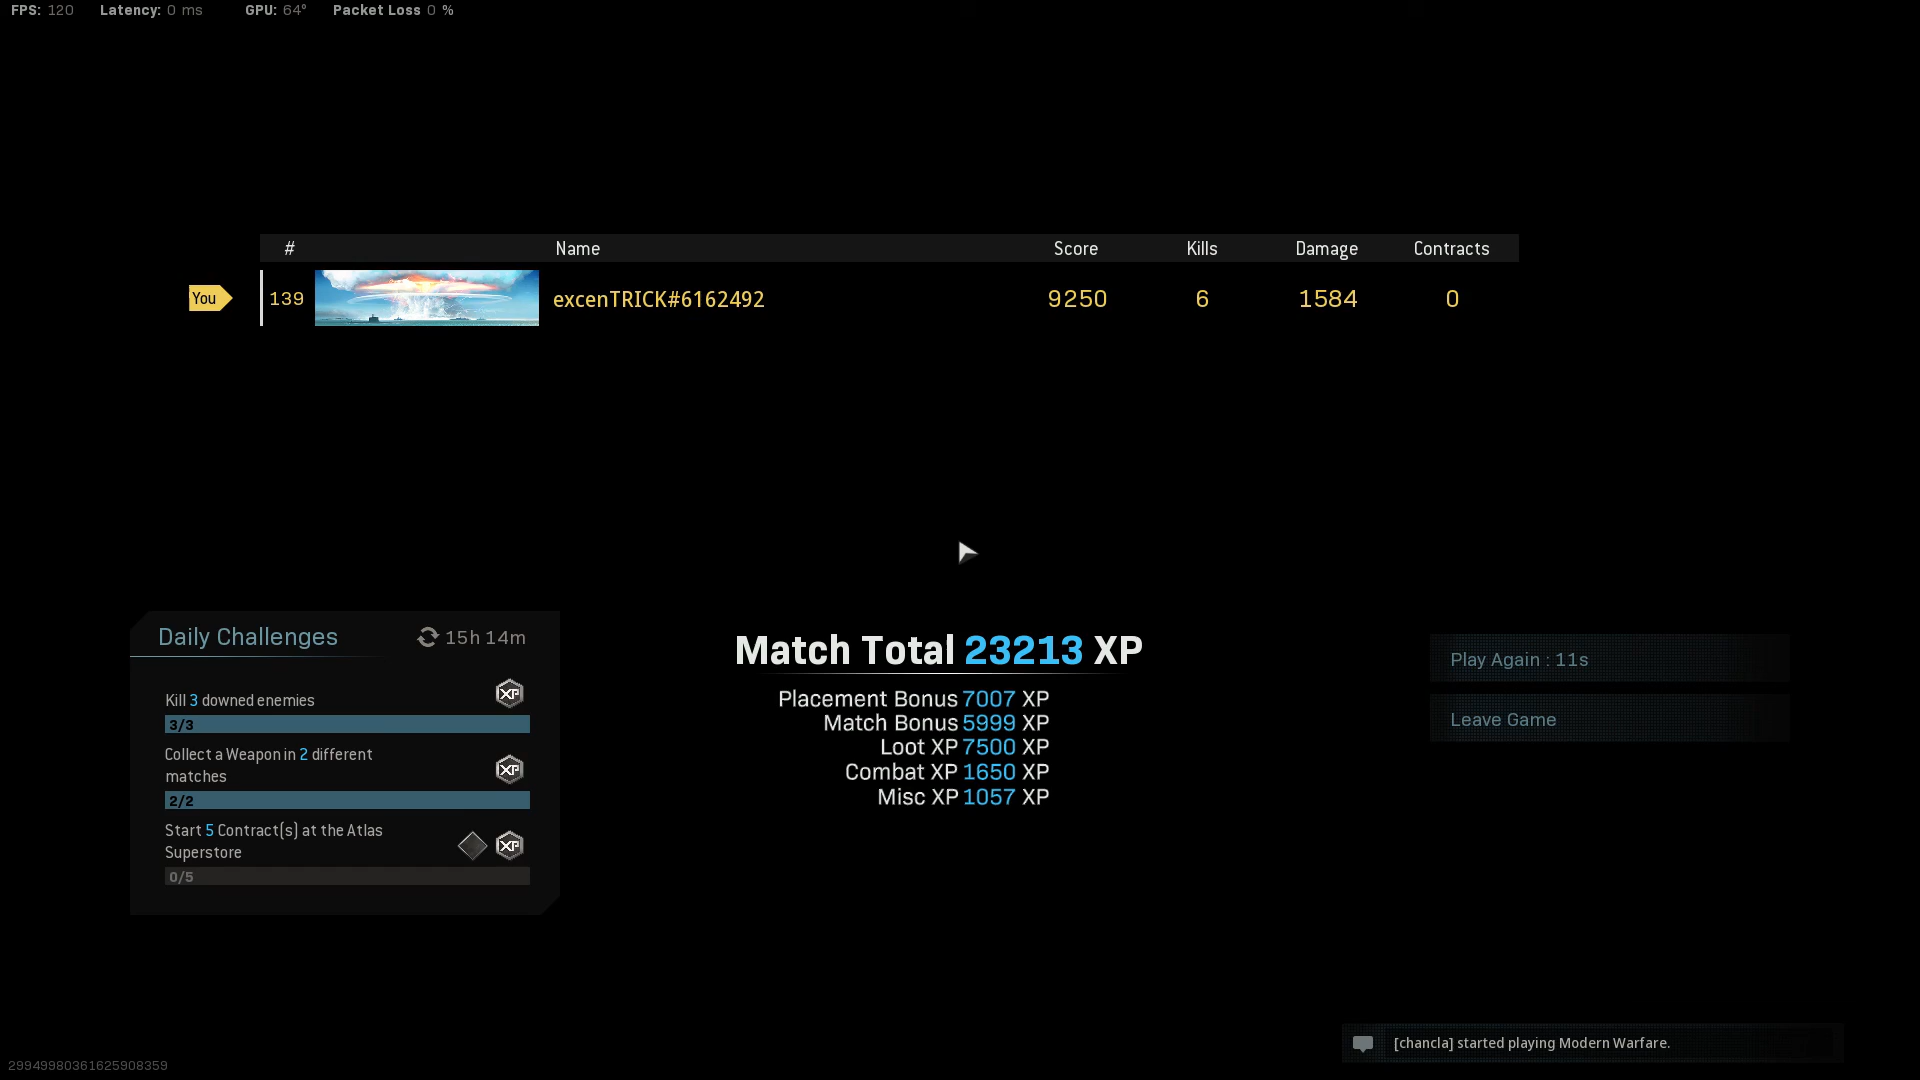 FPS: 120 Latency: 0 ms GPU: 64° Packet Loss 0 %
# Name Score Kills Damage Contracts
You 139 excenTRICK#6162492 9250 6 1584 0
Daily Challenges 15h 14m
Kill 3 downed enemies XP
3/3
Collect a Weapon in 2 different
matches
XP
2/2
Start 5 Contract(s) at the Atlas
Superstore
XP
0/5
Match Total 23213 XP
Placement Bonus 7007 XP
Match Bonus 5999 XP
Loot XP 7500 XP
Combat XP 1650 XP
Misc XP 1057 XP
Play Again : 11s
Leave Game
[chancla] started playing Modern Warfare.
29949980361625908359